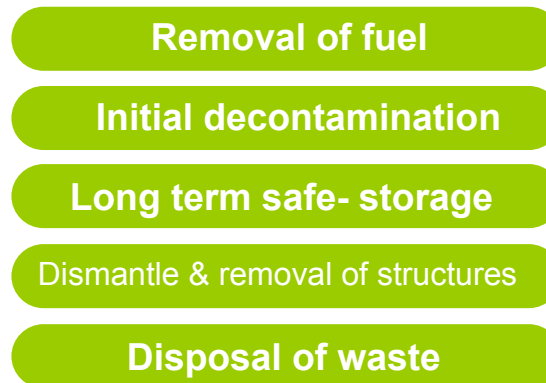 Removal of fuel
Initial decontamination
Long term safe- storage
Dismantle & removal of structures
Disposal of waste